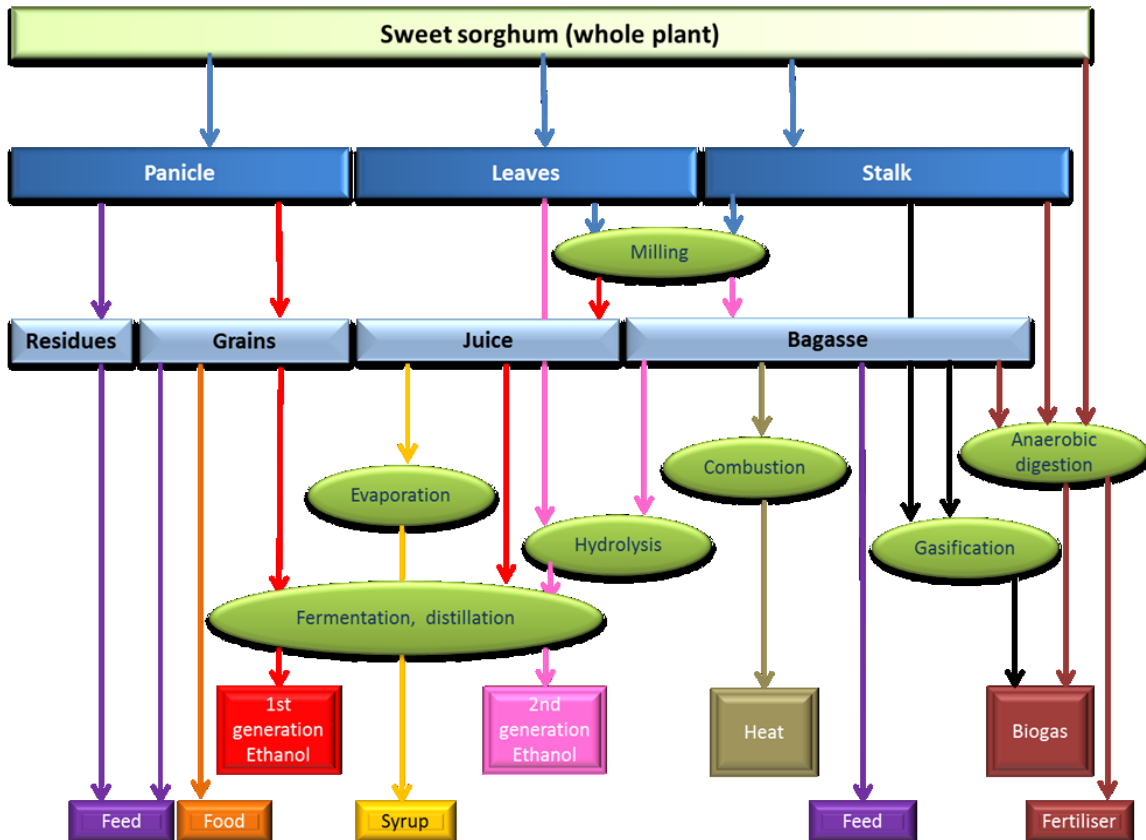 Sweet sorghum (whole plant)
Panicle
Leaves
Stalk
Milling
Residues
Grains
Juice
Bagasse
Evaporation
Combustion
Anaerobic
digestion
Hydrolysis
Gasification
Fermentation, distillation
1st
generation
Ethanol
2nd
generation
Ethanol
Heat
Biogas
Feed
Food
Syrup
Feed
Fertiliser